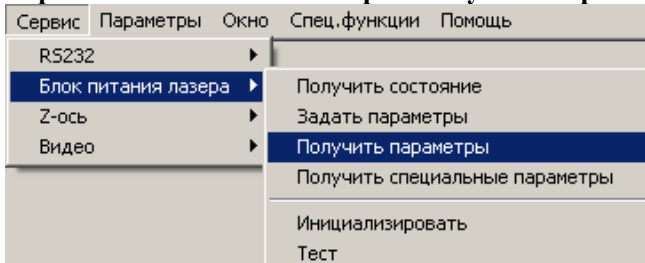 Сервис Параметры Окно Спец.функции Помощь
RS232
Блок питания лазера
Z-ось
Видео
Получить состояние
Задать параметры
Получить параметры
Получить специальные параметры
Инициализировать
Тест